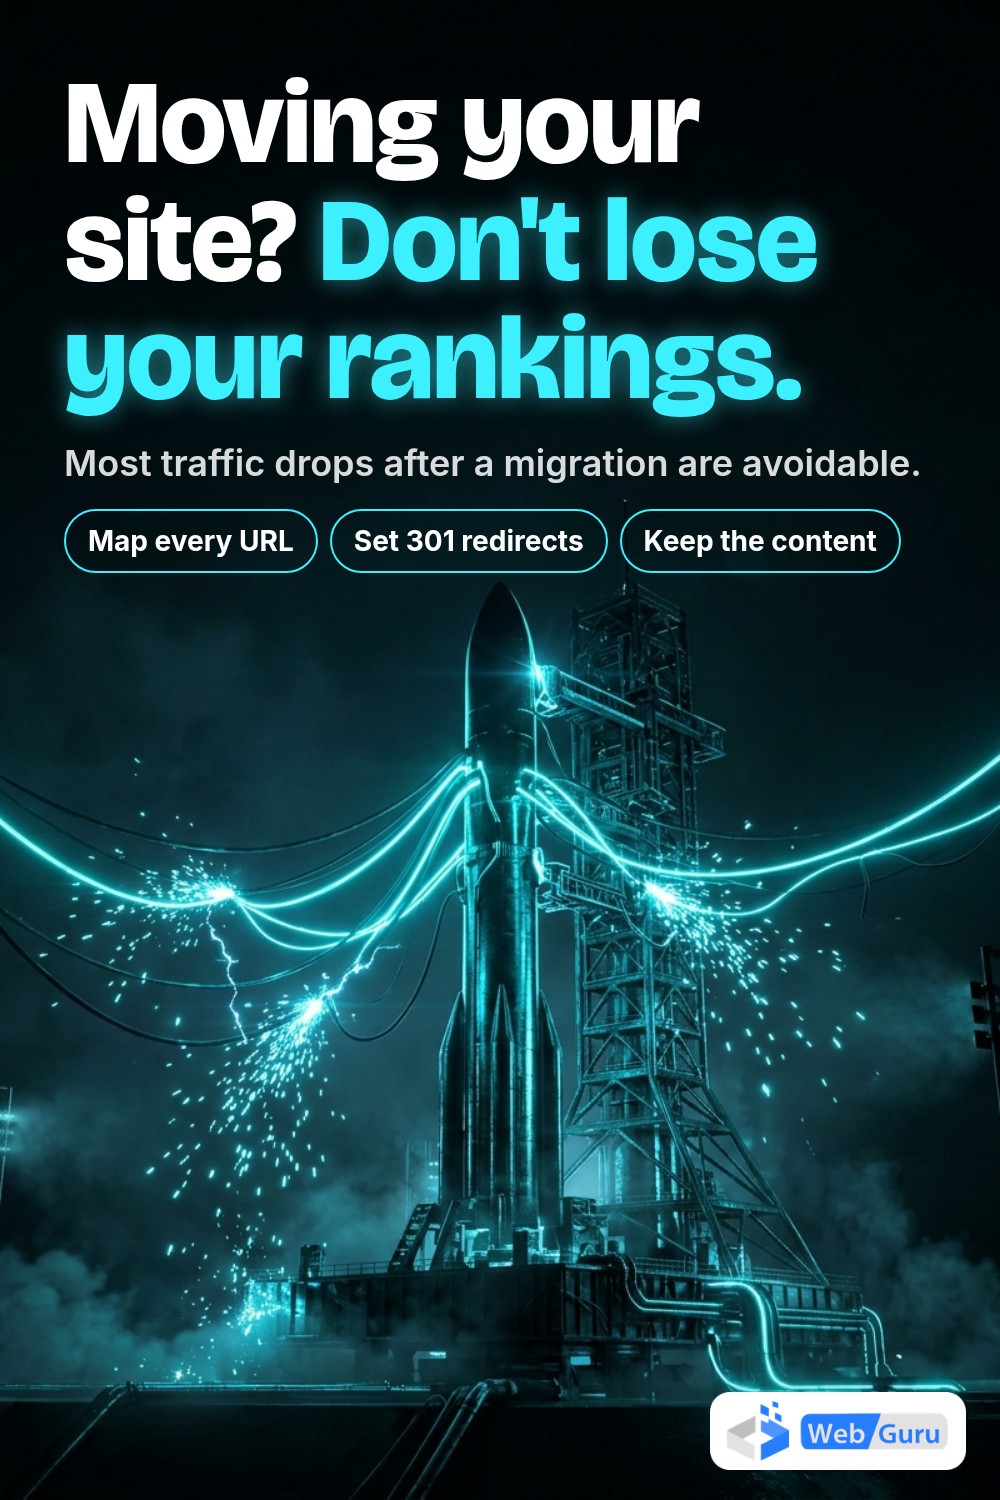 Moving your
site? Don't lose
your rankings.
Most traffic drops after a migration are avoidable.
Map every URL
Set 301 redirects
Keep the content
Web Guru